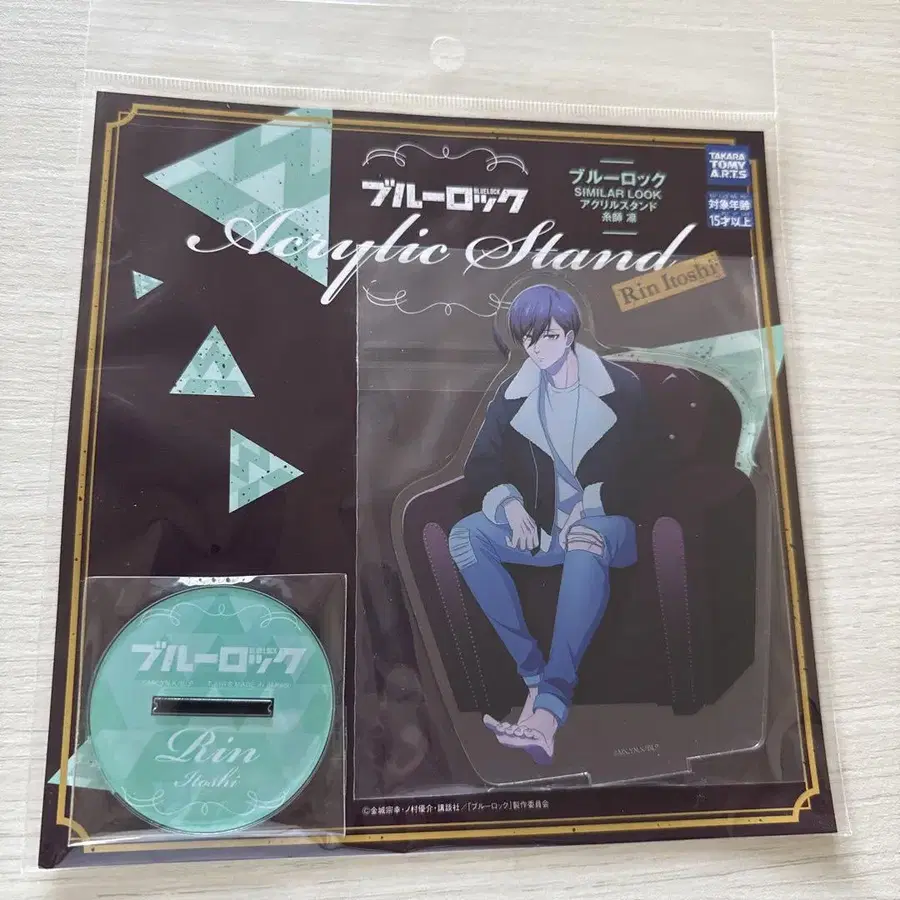 BLUELOCK
ブルーロック
Acrylic Stand
ブルーロック
SIMILAR LOOK
アクリルスタンド
糸師 凛
TAKARA
TOMY
A.R.T.S
対象年齢
15才以上
Rin Itoshi
BLUELOCK
ブルーロック
Rin
Itoshi
©金城宗幸・ノ村優介・講談社/「ブルーロック」製作委員会